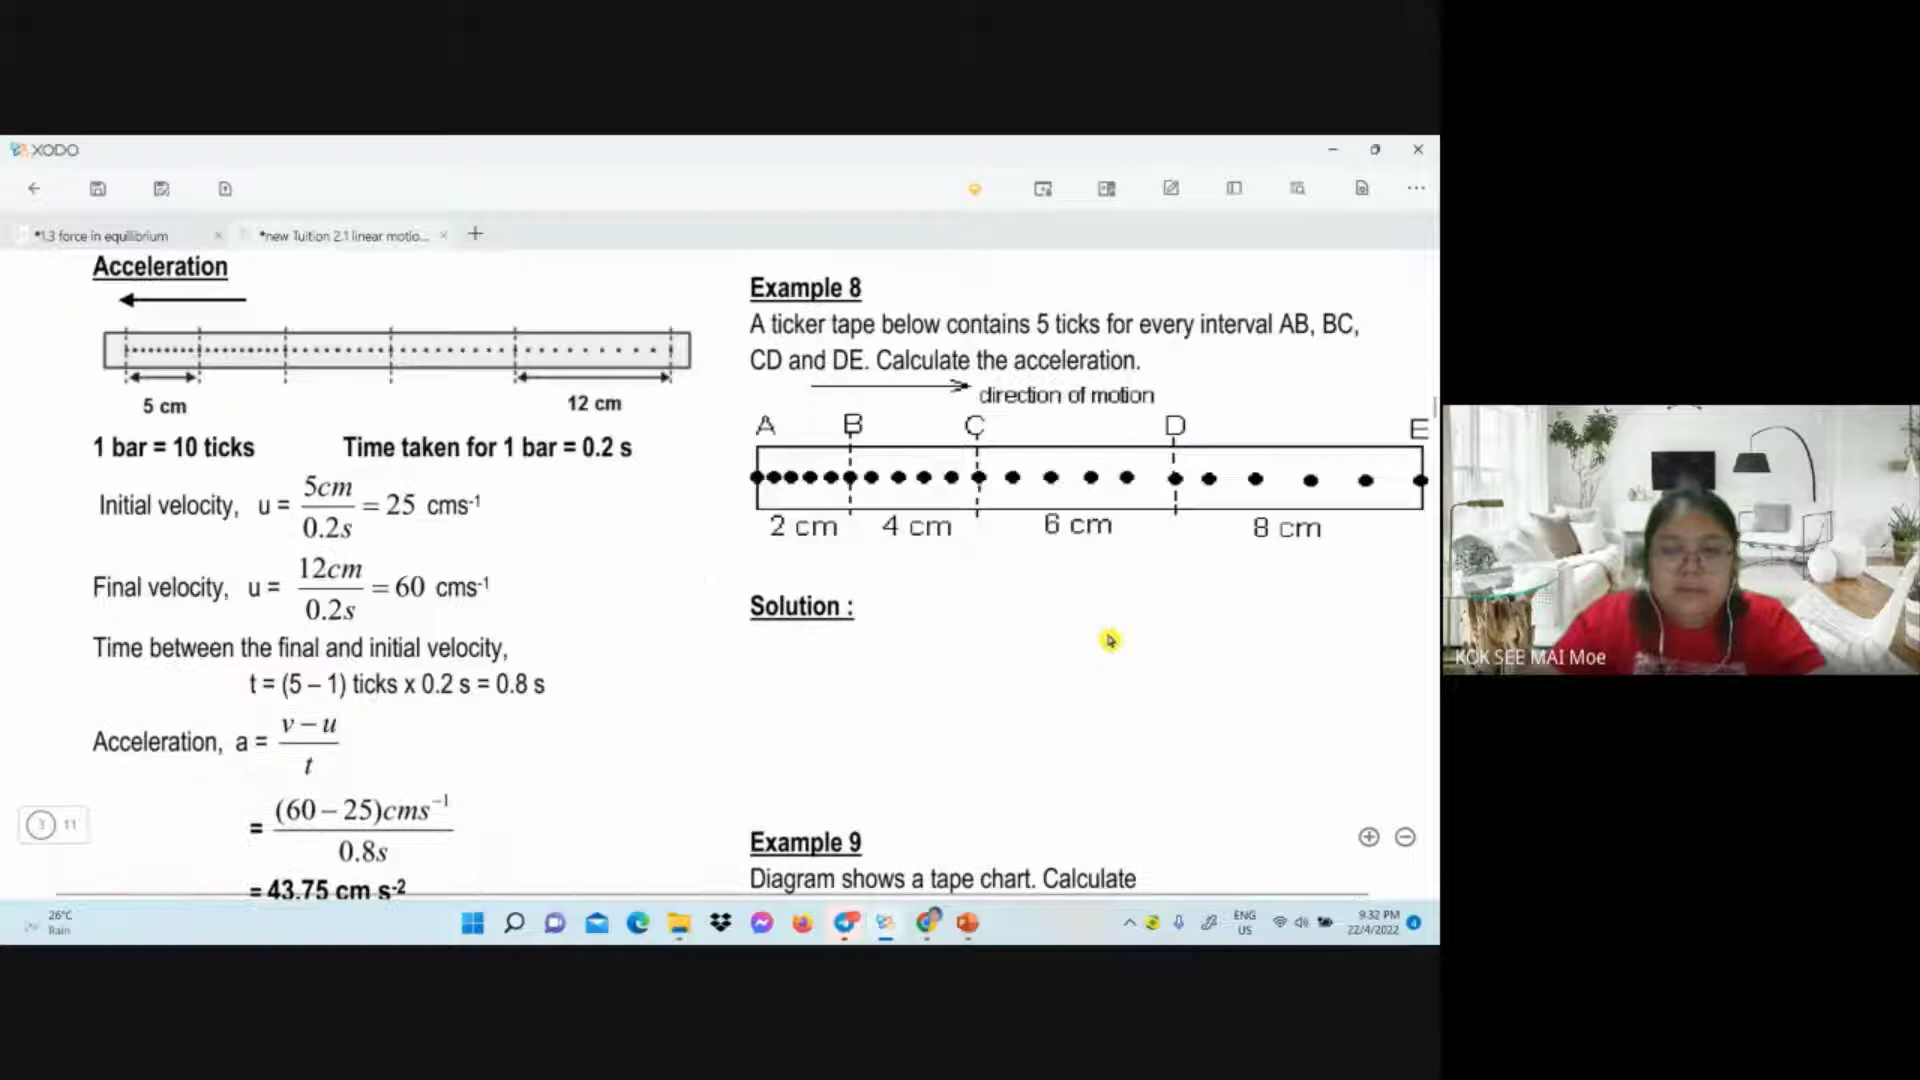 XODO
*1.3 force in equilibrium
*new Tuition 2.1 linear motio...
Acceleration
5 cm
12 cm
1 bar = 10 ticks Time taken for 1 bar = 0.2 s
Initial velocity, u = 5cm / 0.2s = 25 cms⁻¹
Final velocity, u = 12cm / 0.2s = 60 cms⁻¹
Time between the final and initial velocity,
t = (5 – 1) ticks x 0.2 s = 0.8 s
Acceleration, a = v – u / t
= (60 – 25)cms⁻¹ / 0.8s
= 43.75 cm s⁻²
3 11
Example 8
A ticker tape below contains 5 ticks for every interval AB, BC,
CD and DE. Calculate the acceleration.
direction of motion
A B C D E
2 cm 4 cm 6 cm 8 cm
Solution :
Example 9
Diagram shows a tape chart. Calculate
26°C
Rain
ENG
US
9:32 PM
22/4/2022
4
KOK SEE MAI Moe